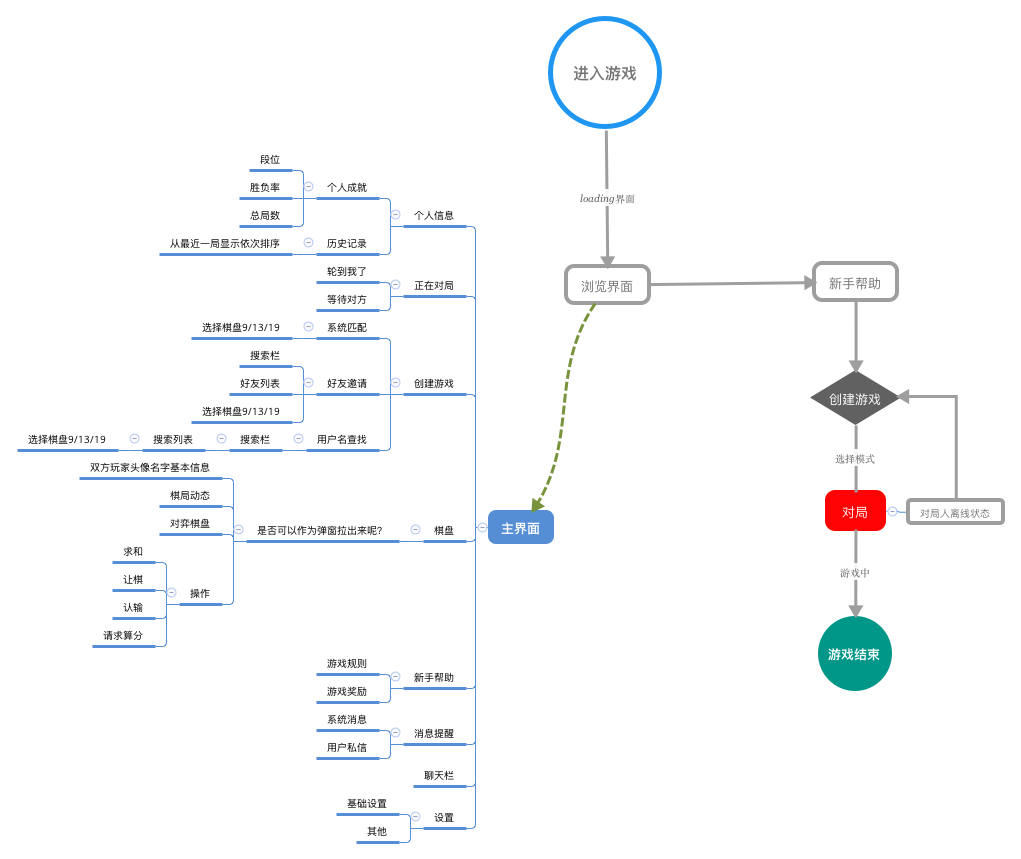 进入游戏
loading界面
浏览界面
新手帮助
创建游戏
选择模式
对局
对局人离线状态
游戏中
游戏结束
主界面
个人信息
个人成就
段位
胜负率
总局数
历史记录
从最近一局显示依次排序
正在对局
轮到我了
等待对方
创建游戏
系统匹配
选择棋盘9/13/19
好友邀请
搜索栏
好友列表
选择棋盘9/13/19
用户名查找
搜索栏
搜索列表
选择棋盘9/13/19
棋盘
是否可以作为弹窗拉出来呢?
双方玩家头像名字基本信息
棋局动态
对弈棋盘
操作
求和
让棋
认输
请求算分
新手帮助
游戏规则
游戏奖励
消息提醒
系统消息
用户私信
聊天栏
设置
基础设置
其他